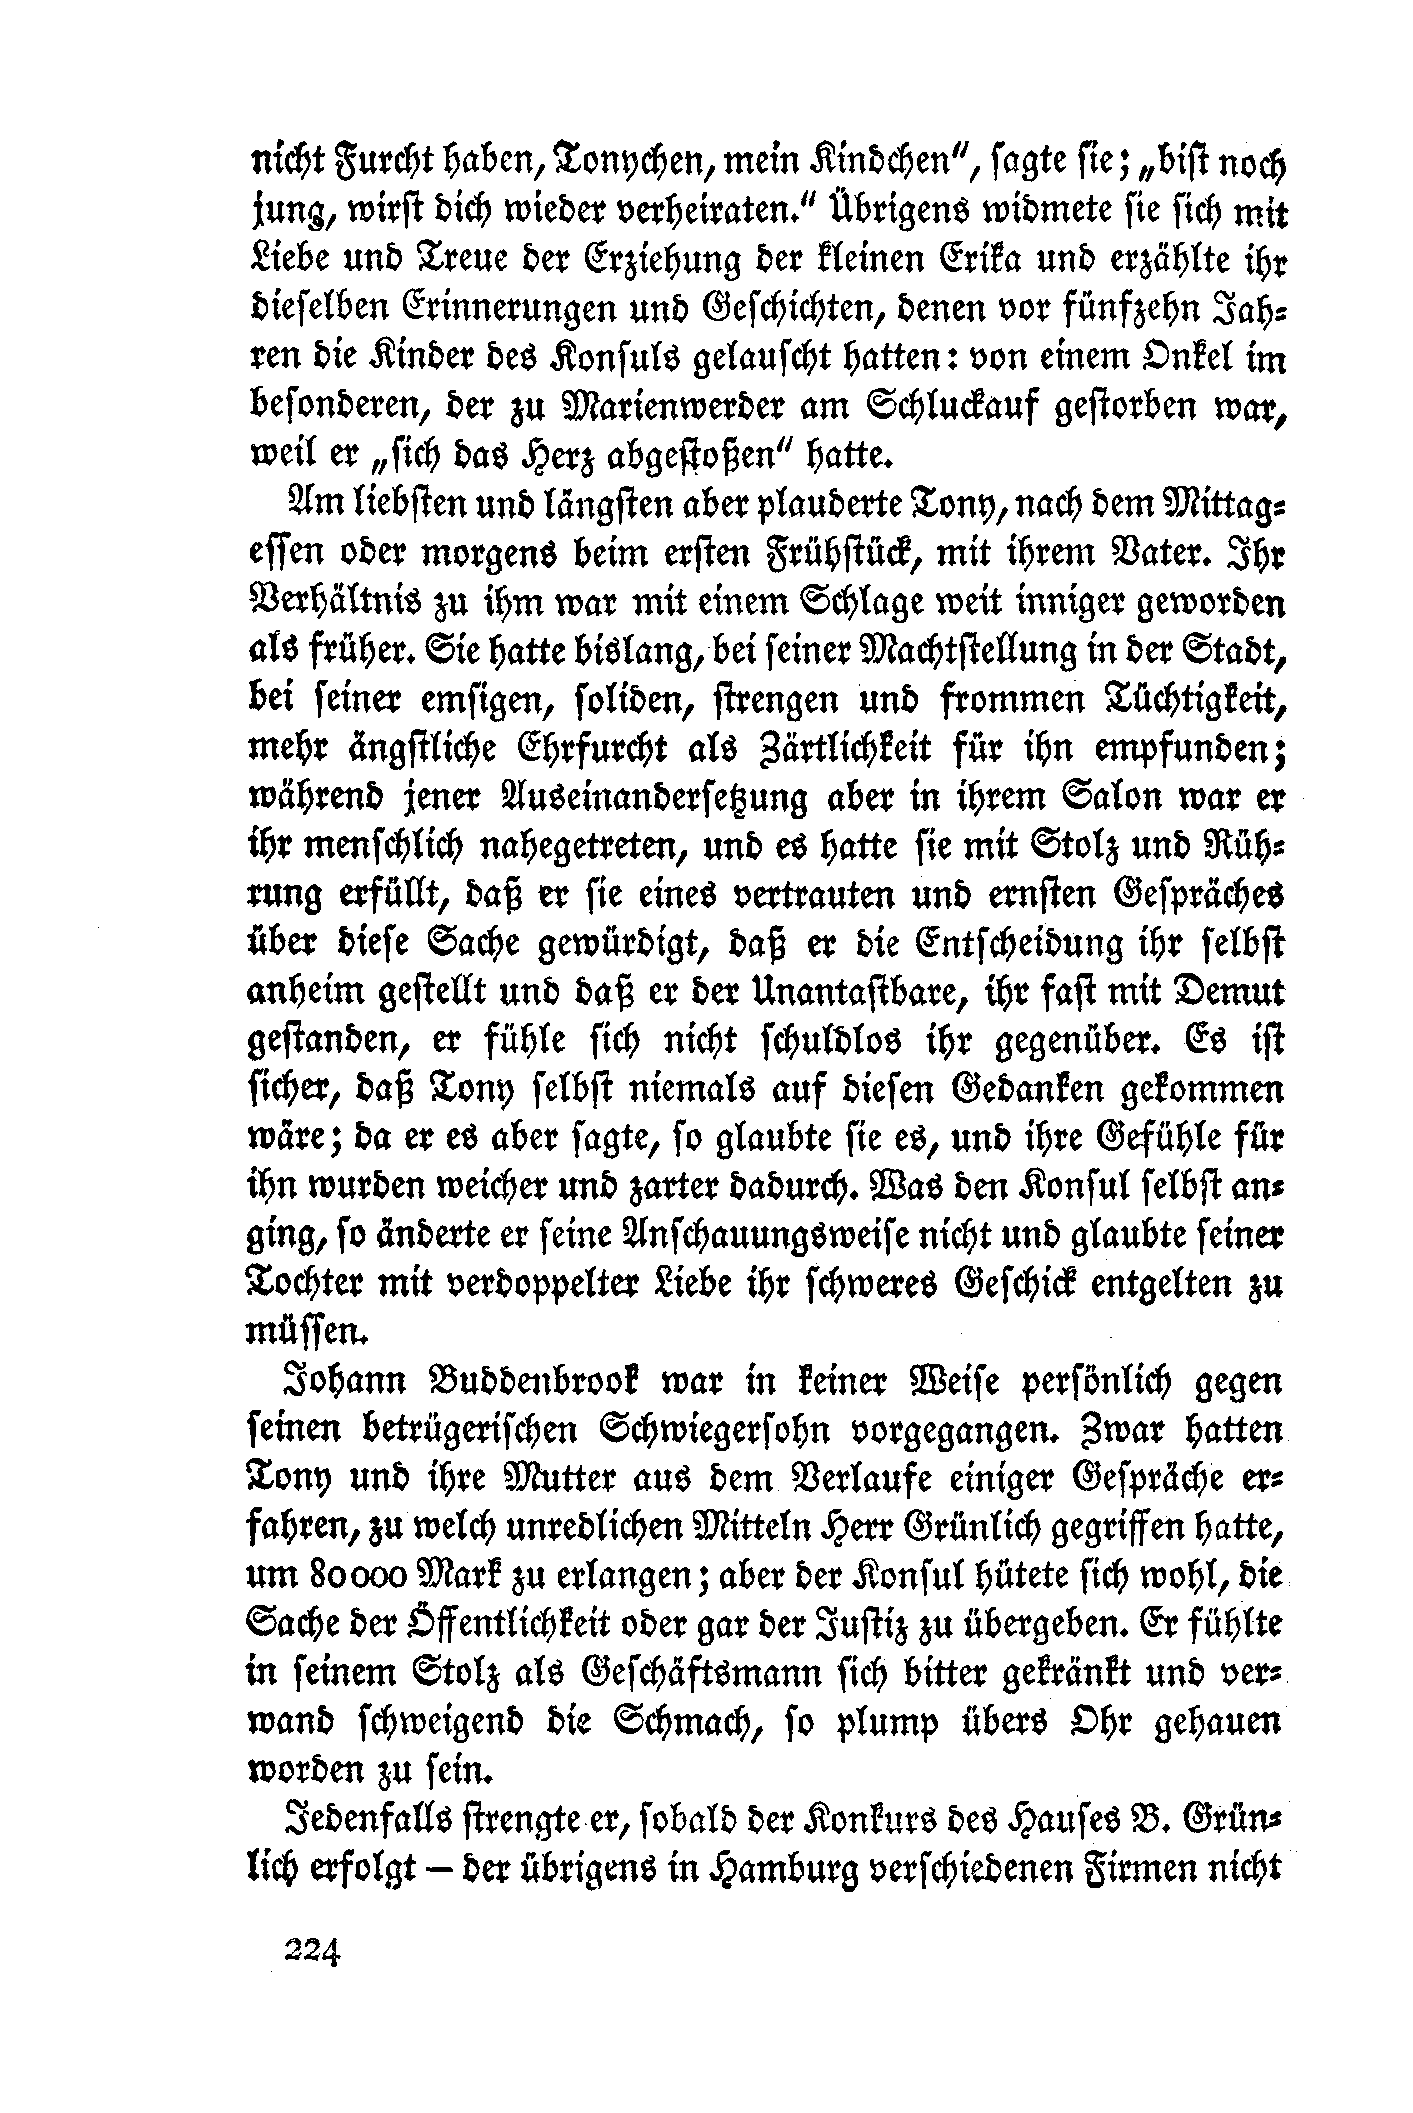 nicht Furcht haben, Tonychen, mein Kindchen“, sagte sie; „bist noch
jung, wirst dich wieder verheiraten.“ Übrigens widmete sie sich mit
Liebe und Treue der Erziehung der kleinen Erika und erzählte ihr
dieselben Erinnerungen und Geschichten, denen vor fünfzehn Jah-
ren die Kinder des Konsuls gelauscht hatten: von einem Onkel im
besonderen, der zu Marienwerder am Schluckauf gestorben war,
weil er „sich das Herz abgestoßen“ hatte.
Am liebsten und längsten aber plauderte Tony, nach dem Mittag-
essen oder morgens beim ersten Frühstück, mit ihrem Vater. Ihr
Verhältnis zu ihm war mit einem Schlage weit inniger geworden
als früher. Sie hatte bislang, bei seiner Machtstellung in der Stadt,
bei seiner emsigen, soliden, strengen und frommen Tüchtigkeit,
mehr ängstliche Ehrfurcht als Zärtlichkeit für ihn empfunden;
während jener Auseinandersetzung aber in ihrem Salon war er
ihr menschlich nahegetreten, und es hatte sie mit Stolz und Rüh-
rung erfüllt, daß er sie eines vertrauten und ernsten Gespräches
über diese Sache gewürdigt, daß er die Entscheidung ihr selbst
anheim gestellt und daß er der Unantastbare, ihr fast mit Demut
gestanden, er fühle sich nicht schuldlos ihr gegenüber. Es ist
sicher, daß Tony selbst niemals auf diesen Gedanken gekommen
wäre; da er es aber sagte, so glaubte sie es, und ihre Gefühle für
ihn wurden weicher und zarter dadurch. Was den Konsul selbst an-
ging, so änderte er seine Anschauungsweise nicht und glaubte seiner
Tochter mit verdoppelter Liebe ihr schweres Geschick entgelten zu
müssen.
Johann Buddenbrook war in keiner Weise persönlich gegen
seinen betrügerischen Schwiegersohn vorgegangen. Zwar hatten
Tony und ihre Mutter aus dem Verlaufe einiger Gespräche er-
fahren, zu welch unredlichen Mitteln Herr Grünlich gegriffen hatte,
um 80000 Mark zu erlangen; aber der Konsul hütete sich wohl, die
Sache der Öffentlichkeit oder gar der Justiz zu übergeben. Er fühlte
in seinem Stolz als Geschäftsmann sich bitter gekränkt und ver-
wand schweigend die Schmach, so plump übers Ohr gehauen
worden zu sein.
Jedenfalls strengte er, sobald der Konkurs des Hauses B. Grün-
lich erfolgt – der übrigens in Hamburg verschiedenen Firmen nicht
224